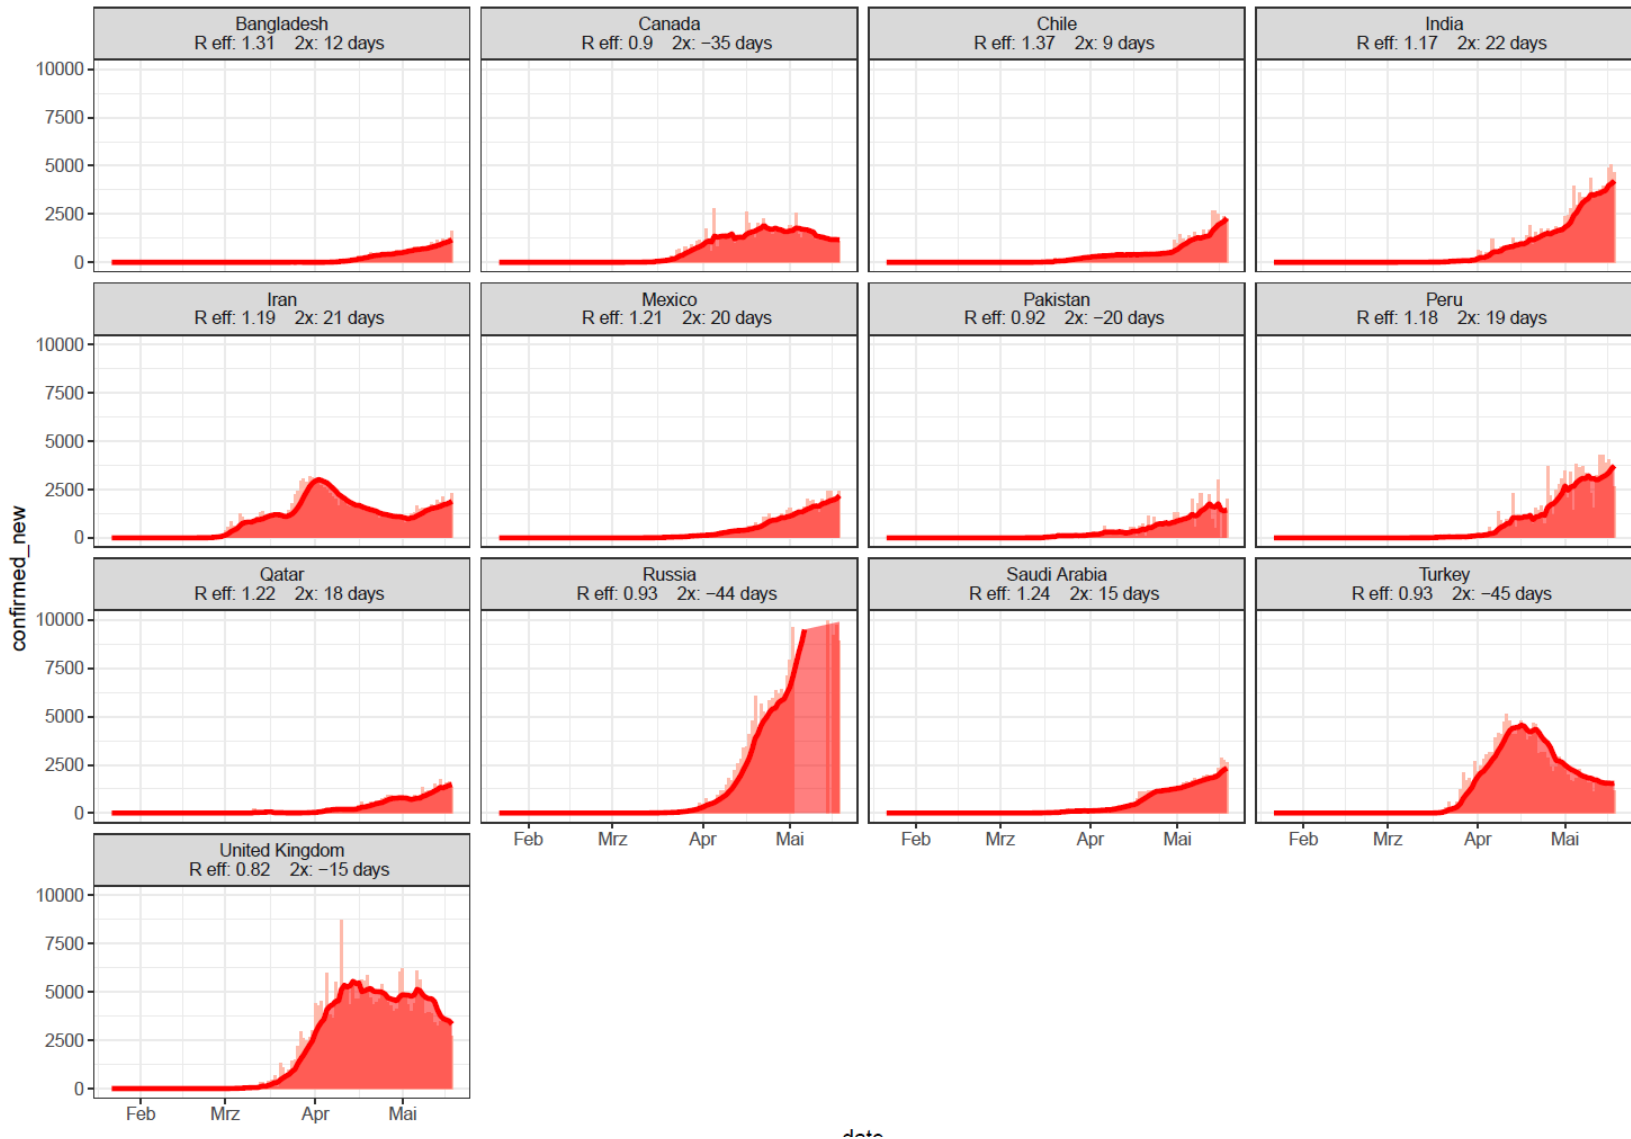 Bangladesh
R eff: 1.31 2x: 12 days
Canada
R eff: 0.9 2x: −35 days
Chile
R eff: 1.37 2x: 9 days
India
R eff: 1.17 2x: 22 days
10000
7500
5000
2500
0
Iran
R eff: 1.19 2x: 21 days
Mexico
R eff: 1.21 2x: 20 days
Pakistan
R eff: 0.92 2x: −20 days
Peru
R eff: 1.18 2x: 19 days
10000
7500
5000
2500
0
confirmed_new
Qatar
R eff: 1.22 2x: 18 days
Russia
R eff: 0.93 2x: −44 days
Saudi Arabia
R eff: 1.24 2x: 15 days
Turkey
R eff: 0.93 2x: −45 days
10000
7500
5000
2500
0
Feb Mrz Apr Mai
Feb Mrz Apr Mai
Feb Mrz Apr Mai
United Kingdom
R eff: 0.82 2x: −15 days
10000
7500
5000
2500
0
Feb Mrz Apr Mai
date